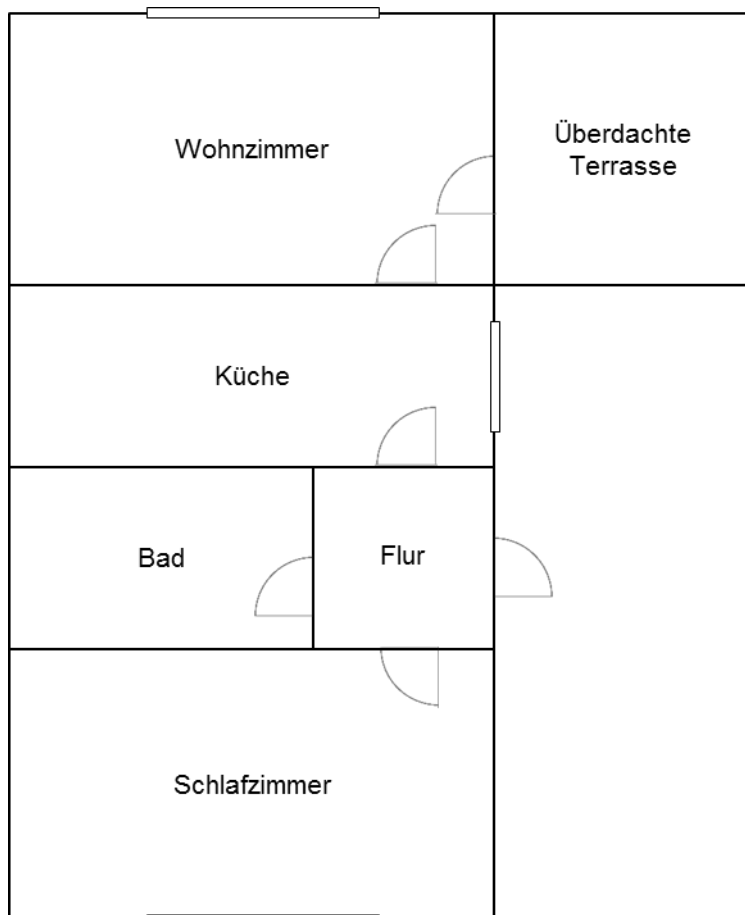 Wohnzimmer
Überdachte
Terrasse
Küche
Bad
Flur
Schlafzimmer